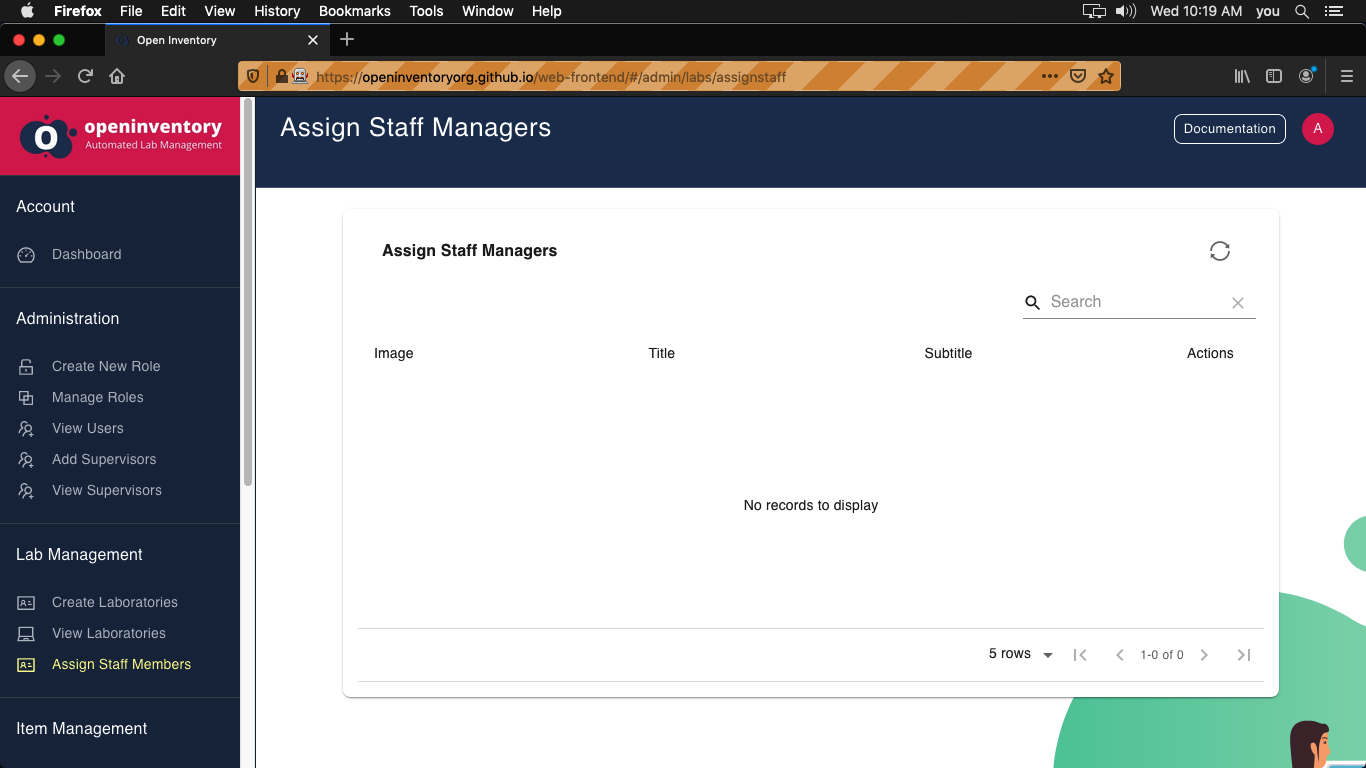 Firefox File Edit View History Bookmarks Tools Window Help Wed 10:19 AM you
Open Inventory
https://openinventoryorg.github.io/web-frontend/#/admin/labs/assignstaff
openinventory
Automated Lab Management
Assign Staff Managers
Documentation
A
Account
Dashboard
Administration
Create New Role
Manage Roles
View Users
Add Supervisors
View Supervisors
Lab Management
Create Laboratories
View Laboratories
Assign Staff Members
Item Management
Assign Staff Managers
Search
Image Title Subtitle Actions
No records to display
5 rows 1-0 of 0